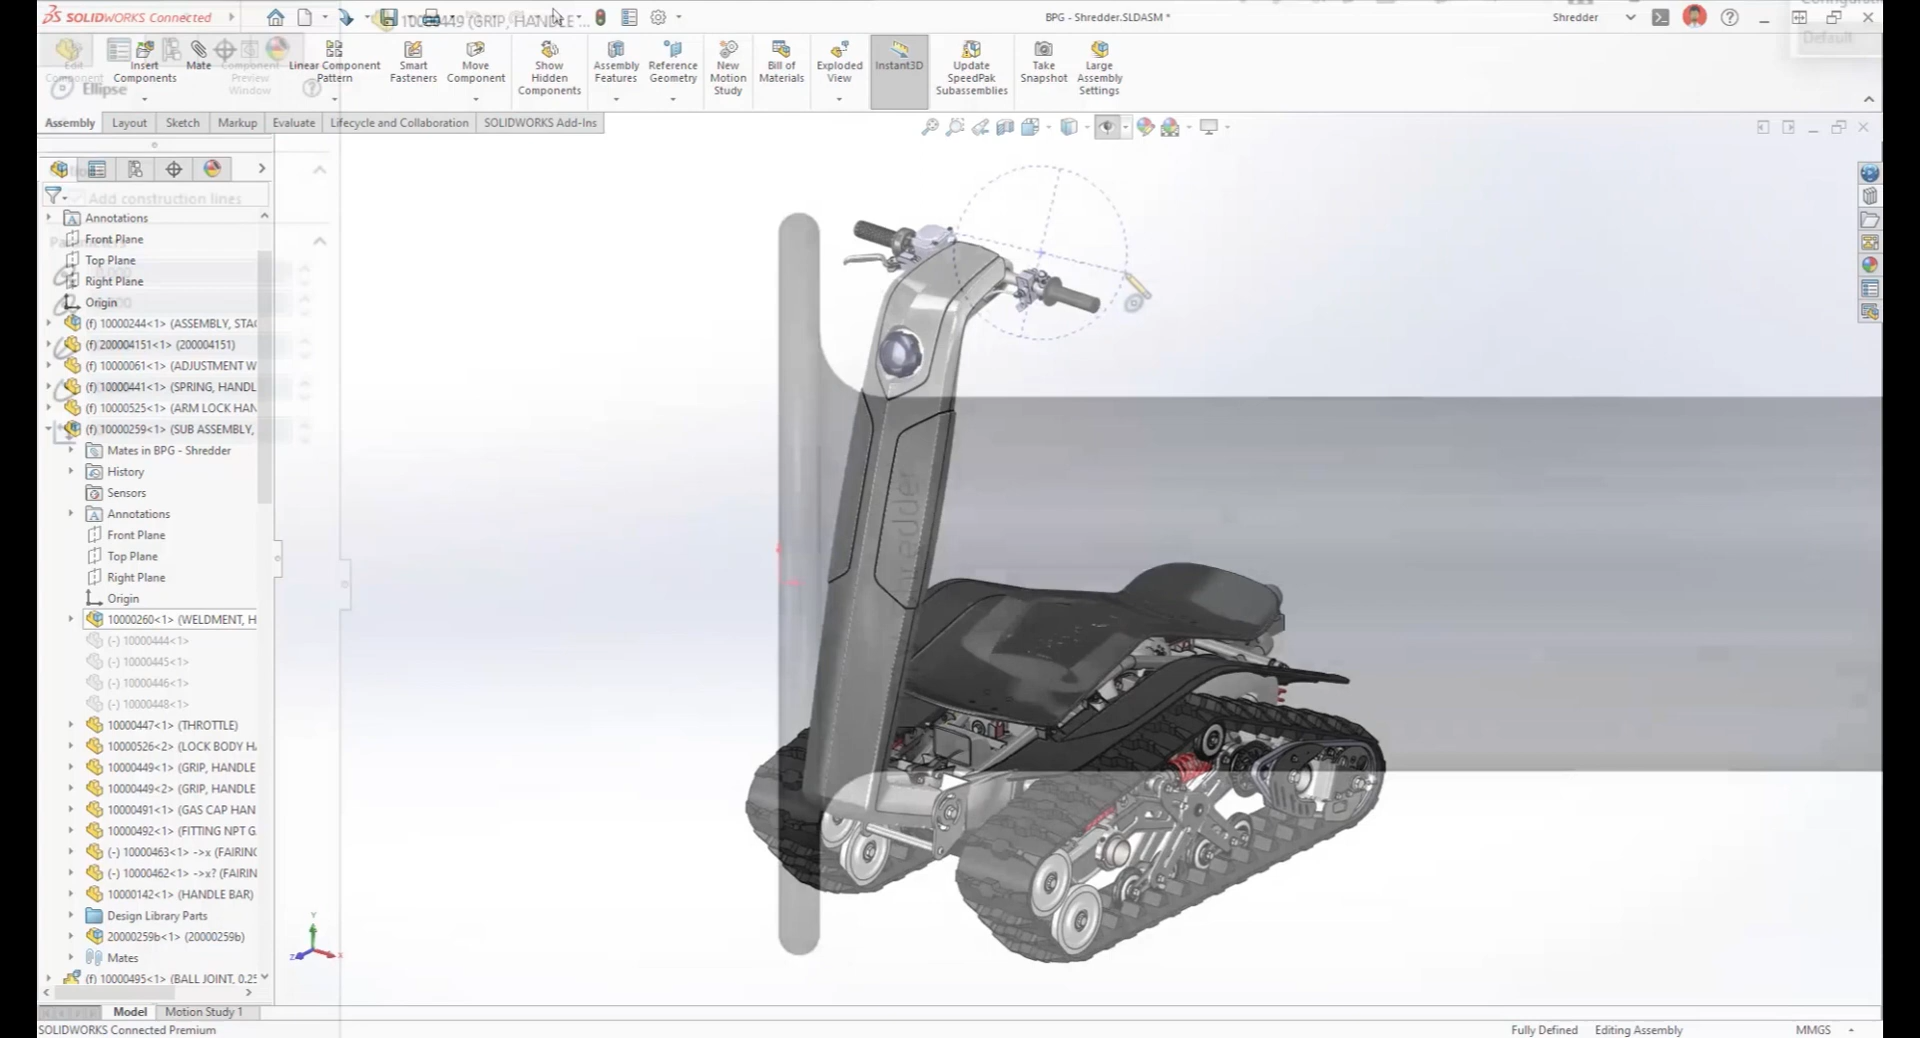 SOLIDWORKS Connected
10000449 (GRIP, HANDLE ...
BPG - Shredder.SLDASM *
Shredder
Default
Edit Component
Insert Components
Mate
Component Preview Window
Linear Component Pattern
Smart Fasteners
Move Component
Show Hidden Components
Assembly Features
Reference Geometry
New Motion Study
Bill of Materials
Exploded View
Instant3D
Update SpeedPak Subassemblies
Take Snapshot
Large Assembly Settings
Ellipse
Assembly
Layout
Sketch
Markup
Evaluate
Lifecycle and Collaboration
SOLIDWORKS Add-Ins
Add construction lines
Annotations
Front Plane
Top Plane
Right Plane
Origin
(f) 10000244<1> (ASSEMBLY, STAC
(f) 200004151<1> (200004151)
(f) 10000061<1> (ADJUSTMENT W
(f) 10000441<1> (SPRING, HANDL
(f) 10000525<1> (ARM LOCK HAN
(f) 10000259<1> (SUB ASSEMBLY,
Mates in BPG - Shredder
History
Sensors
Annotations
Front Plane
Top Plane
Right Plane
Origin
10000260<1> (WELDMENT, H
(-) 10000444<1>
(-) 10000445<1>
(-) 10000446<1>
(-) 10000448<1>
10000447<1> (THROTTLE)
10000526<2> (LOCK BODY HA
10000449<1> (GRIP, HANDLE
10000449<2> (GRIP, HANDLE
10000491<1> (GAS CAP HAN
10000492<1> (FITTING NPT G
(-) 10000463<1> ->x (FAIRING
(-) 10000462<1> ->x? (FAIRIN
10000142<1> (HANDLE BAR)
Design Library Parts
20000259b<1> (20000259b)
Mates
(f) 10000495<1> (BALL JOINT, 0.25
Shredder
Y
X
Z
Model
Motion Study 1
SOLIDWORKS Connected Premium
Fully Defined
Editing Assembly
MMGS